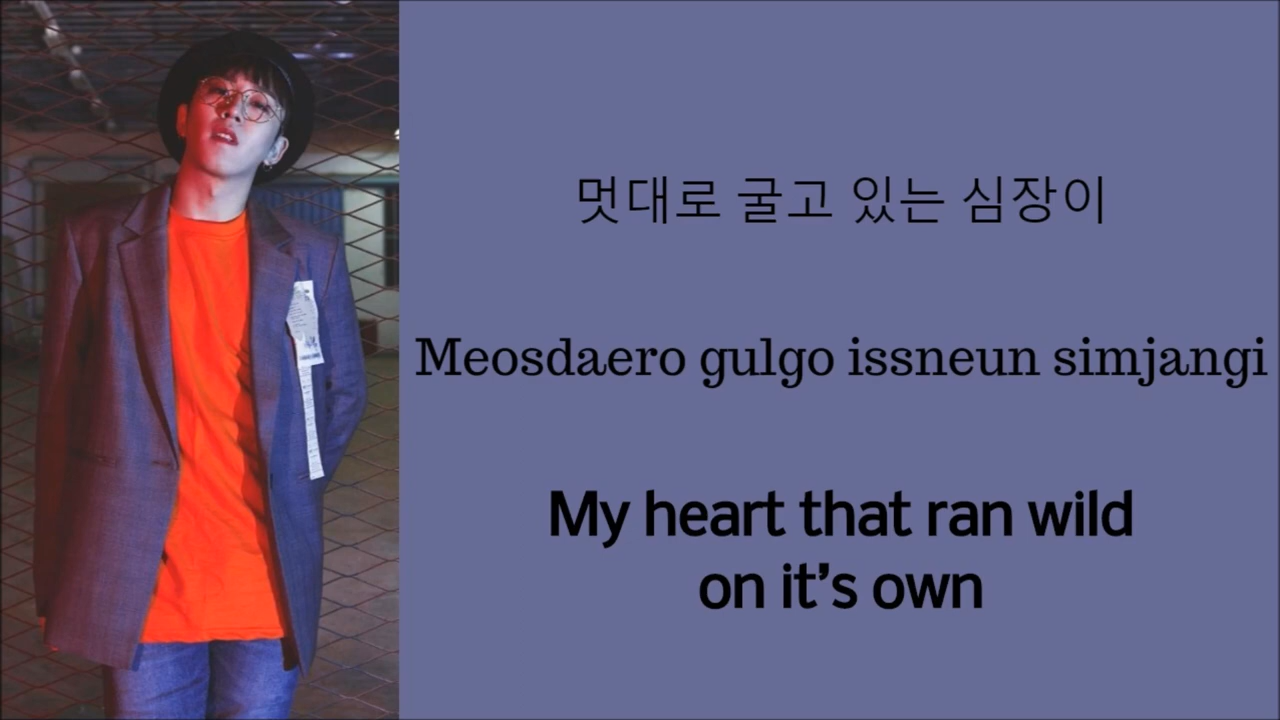 멋대로 굴고 있는 심장이
Meosdaero gulgo issneun simjangi
My heart that ran wild
on it’s own